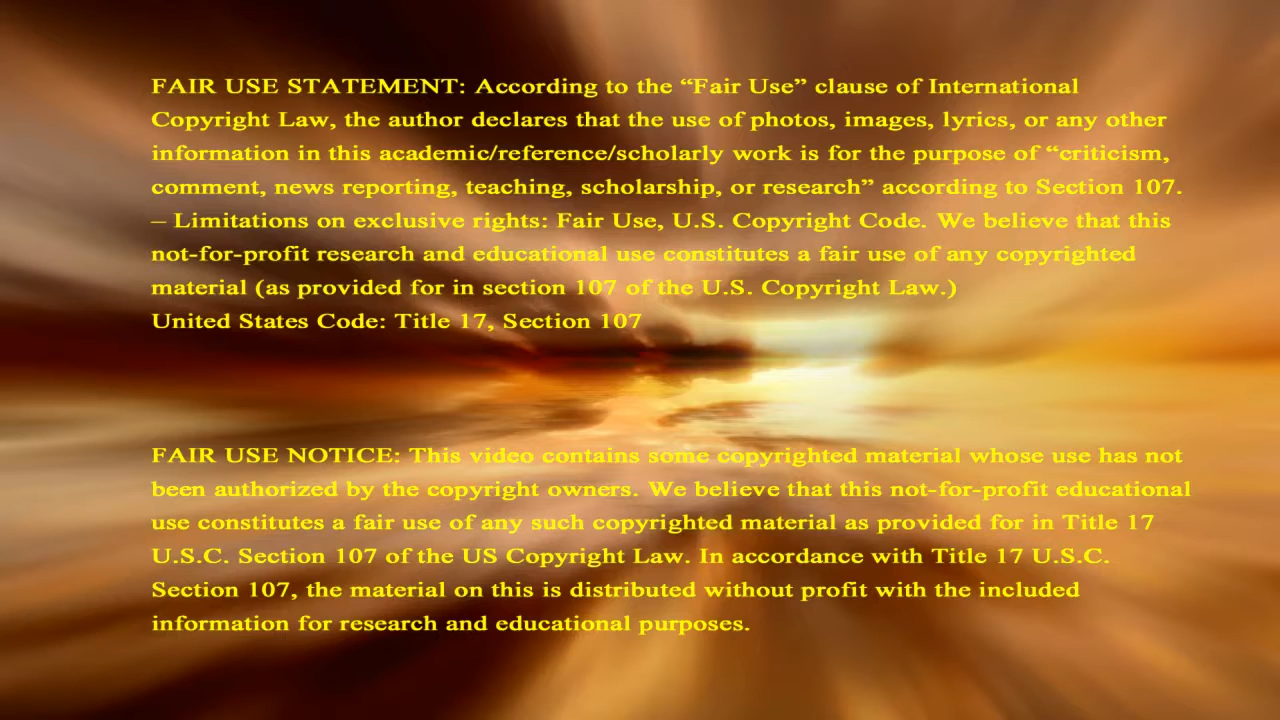 FAIR USE STATEMENT: According to the “Fair Use” clause of International
Copyright Law, the author declares that the use of photos, images, lyrics, or any other
information in this academic/reference/scholarly work is for the purpose of “criticism,
comment, news reporting, teaching, scholarship, or research” according to Section 107.
– Limitations on exclusive rights: Fair Use, U.S. Copyright Code. We believe that this
not-for-profit research and educational use constitutes a fair use of any copyrighted
material (as provided for in section 107 of the U.S. Copyright Law.)
United States Code: Title 17, Section 107
FAIR USE NOTICE: This video contains some copyrighted material whose use has not
been authorized by the copyright owners. We believe that this not-for-profit educational
use constitutes a fair use of any such copyrighted material as provided for in Title 17
U.S.C. Section 107 of the US Copyright Law. In accordance with Title 17 U.S.C.
Section 107, the material on this is distributed without profit with the included
information for research and educational purposes.